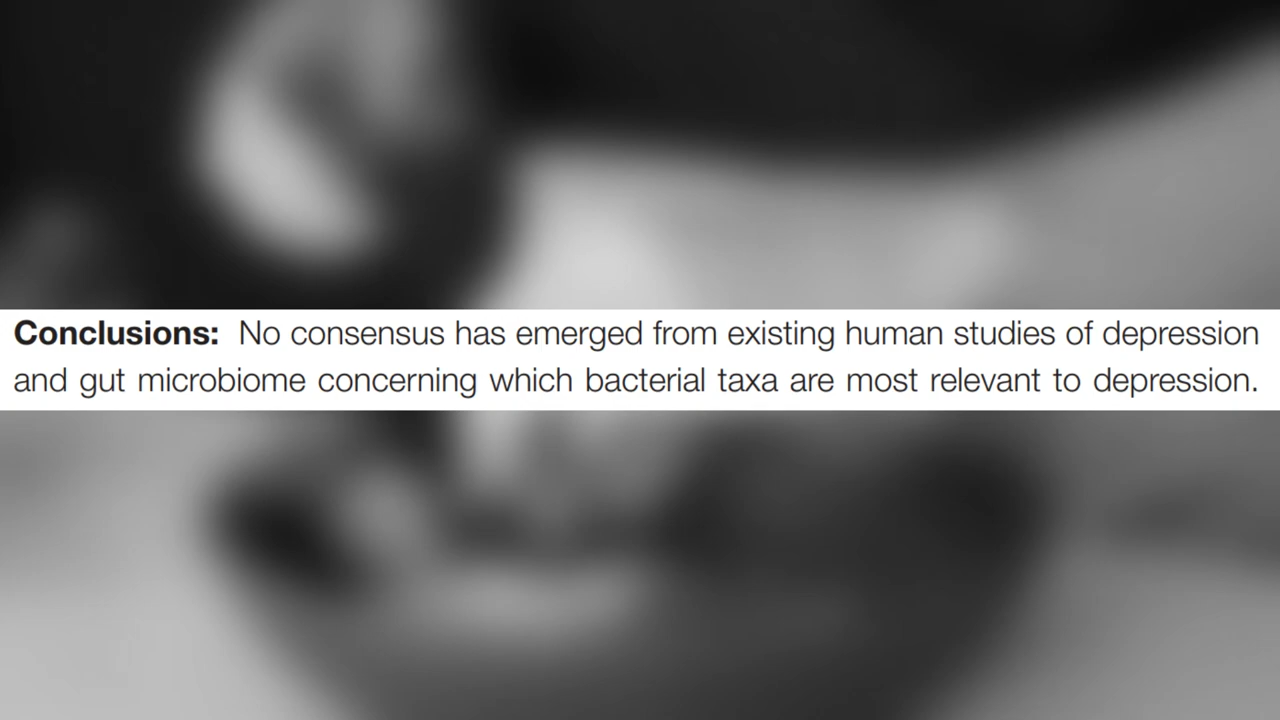 Conclusions: No consensus has emerged from existing human studies of depression
and gut microbiome concerning which bacterial taxa are most relevant to depression.